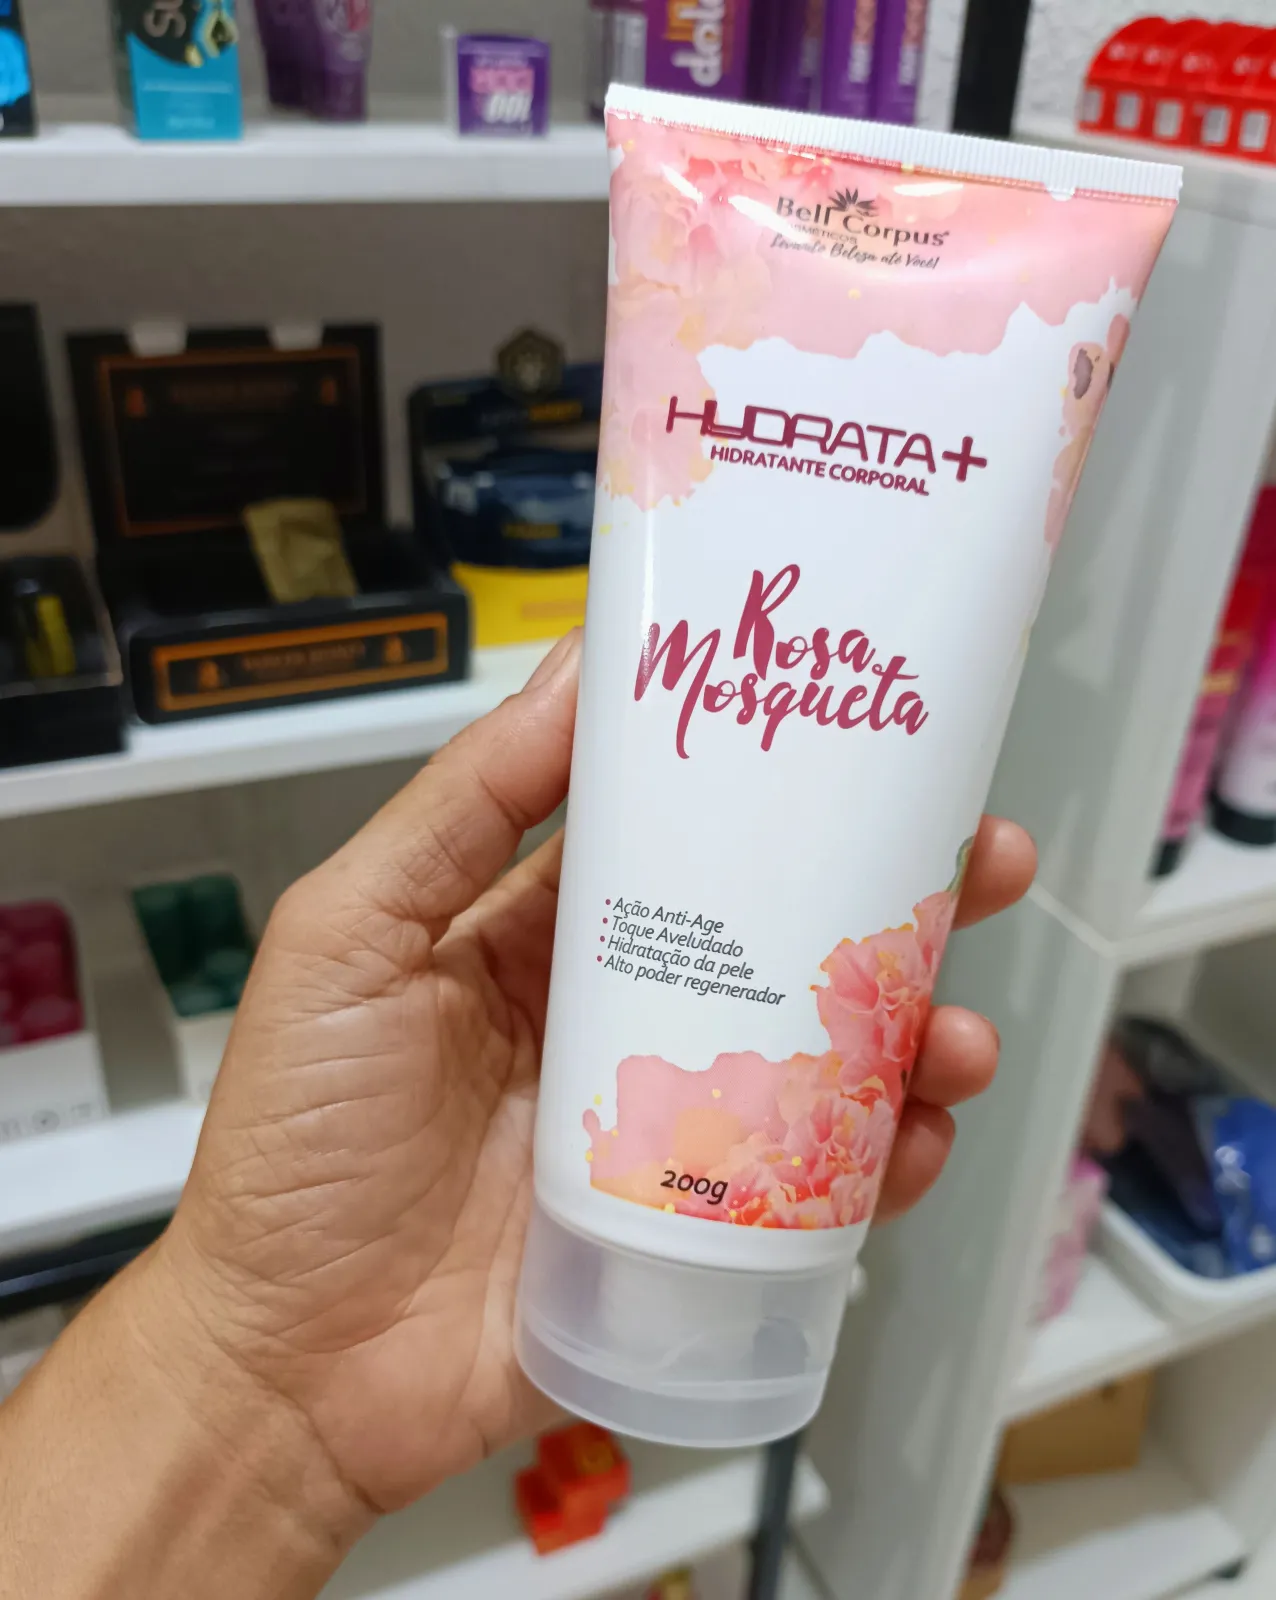 Bell Corpus
COSMÉTICOS
Levando Beleza até Você!
HYDRATA+
HIDRATANTE CORPORAL
Rosa
Mosqueta
• Ação Anti-Age
• Toque Aveludado
• Hidratação da pele
• Alto poder regenerador
200g